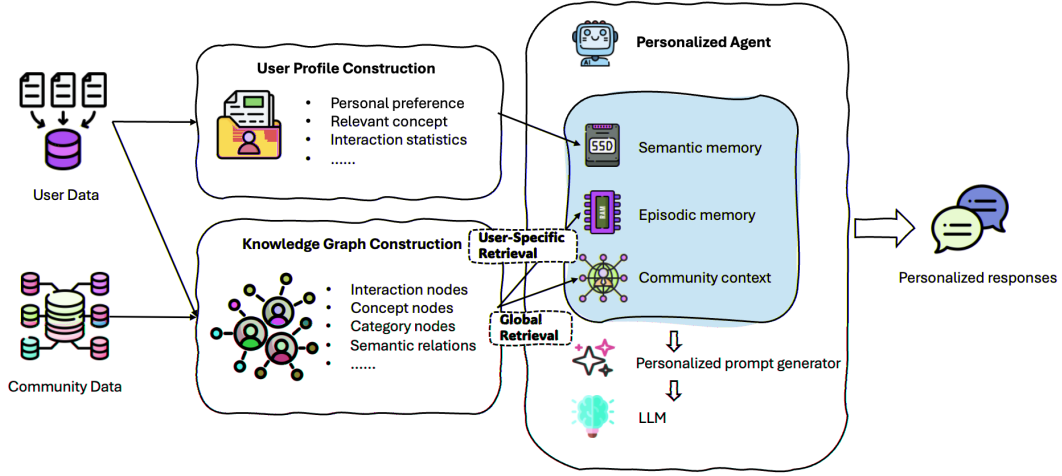 User Data
Community Data
User Profile Construction
• Personal preference
• Relevant concept
• Interaction statistics
• ......
Knowledge Graph Construction
• Interaction nodes
• Concept nodes
• Category nodes
• Semantic relations
• ......
User-Specific
Retrieval
Global
Retrieval
AI
Personalized Agent
SSD
Semantic memory
Episodic memory
Community context
Personalized prompt generator
LLM
Personalized responses